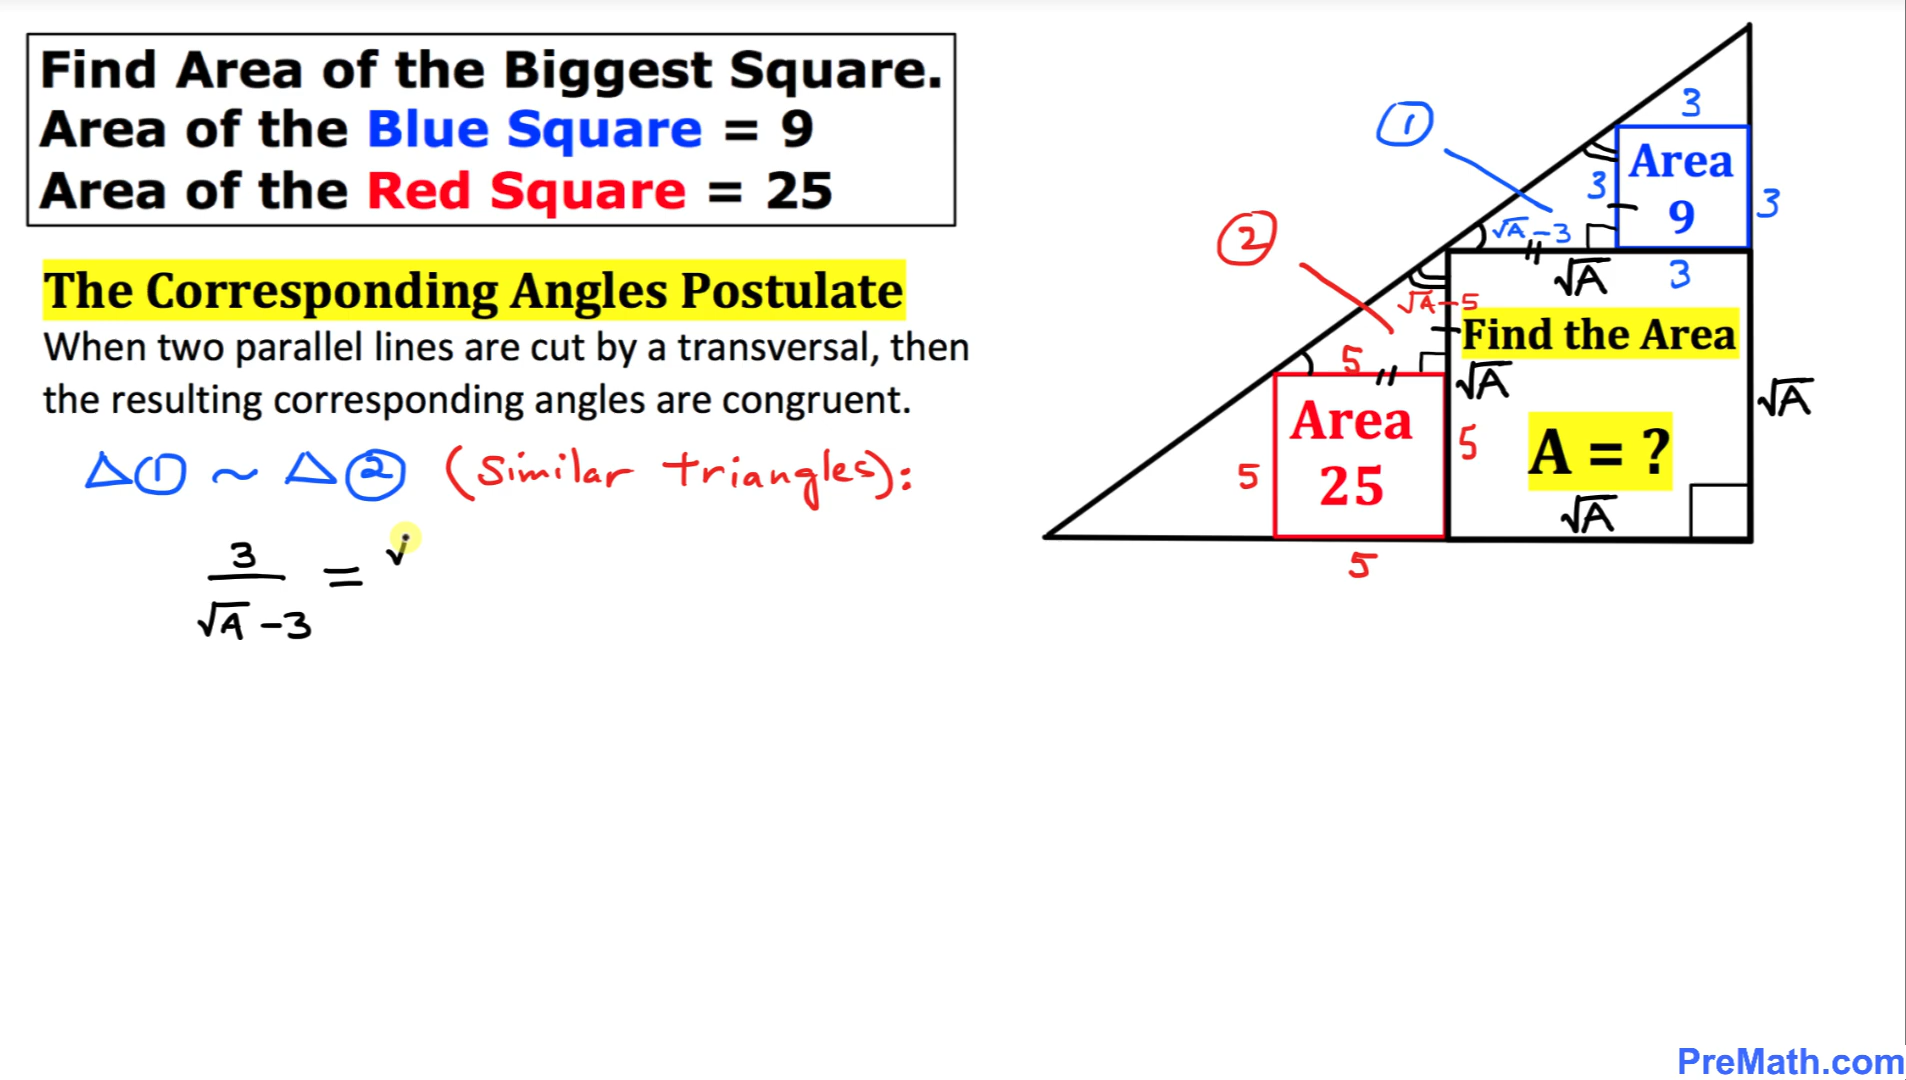 Find Area of the Biggest Square.
Area of the Blue Square = 9
Area of the Red Square = 25
The Corresponding Angles Postulate
When two parallel lines are cut by a transversal, then
the resulting corresponding angles are congruent.
△① ~ △② (Similar triangles):
3
=
√
√A -3
①
3
Area
3
9
3
②
√A -3
√A
3
√A-5
Find the Area
5
√A
√A
Area
5
A = ?
5
25
√A
5
PreMath.com